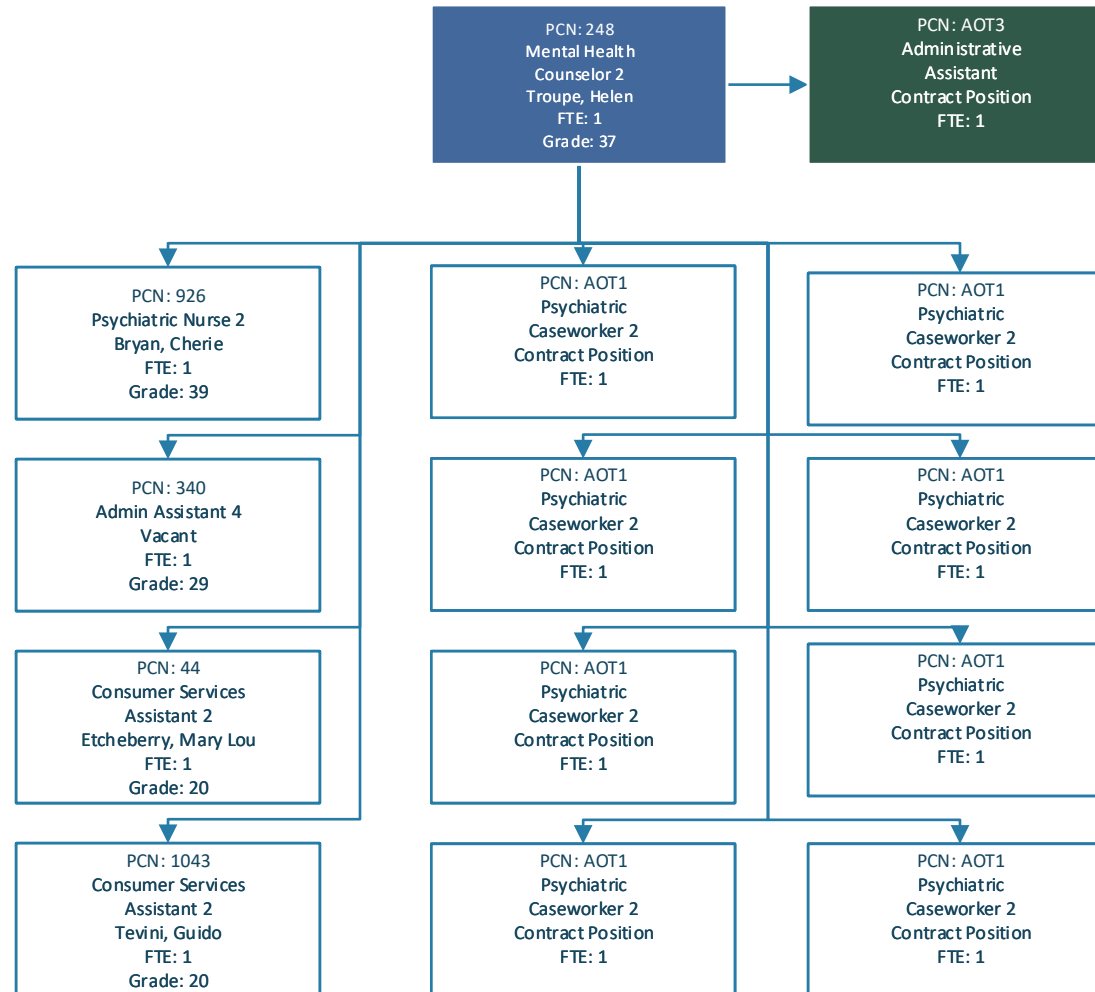 PCN: 248
Mental Health
Counselor 2
Troupe, Helen
FTE: 1
Grade: 37
PCN: AOT3
Administrative
Assistant
Contract Position
FTE: 1
PCN: 926
Psychiatric Nurse 2
Bryan, Cherie
FTE: 1
Grade: 39
PCN: AOT1
Psychiatric
Caseworker 2
Contract Position
FTE: 1
PCN: AOT1
Psychiatric
Caseworker 2
Contract Position
FTE: 1
PCN: 340
Admin Assistant 4
Vacant
FTE: 1
Grade: 29
PCN: AOT1
Psychiatric
Caseworker 2
Contract Position
FTE: 1
PCN: AOT1
Psychiatric
Caseworker 2
Contract Position
FTE: 1
PCN: 44
Consumer Services
Assistant 2
Etcheberry, Mary Lou
FTE: 1
Grade: 20
PCN: AOT1
Psychiatric
Caseworker 2
Contract Position
FTE: 1
PCN: AOT1
Psychiatric
Caseworker 2
Contract Position
FTE: 1
PCN: 1043
Consumer Services
Assistant 2
Tevini, Guido
FTE: 1
Grade: 20
PCN: AOT1
Psychiatric
Caseworker 2
Contract Position
FTE: 1
PCN: AOT1
Psychiatric
Caseworker 2
Contract Position
FTE: 1